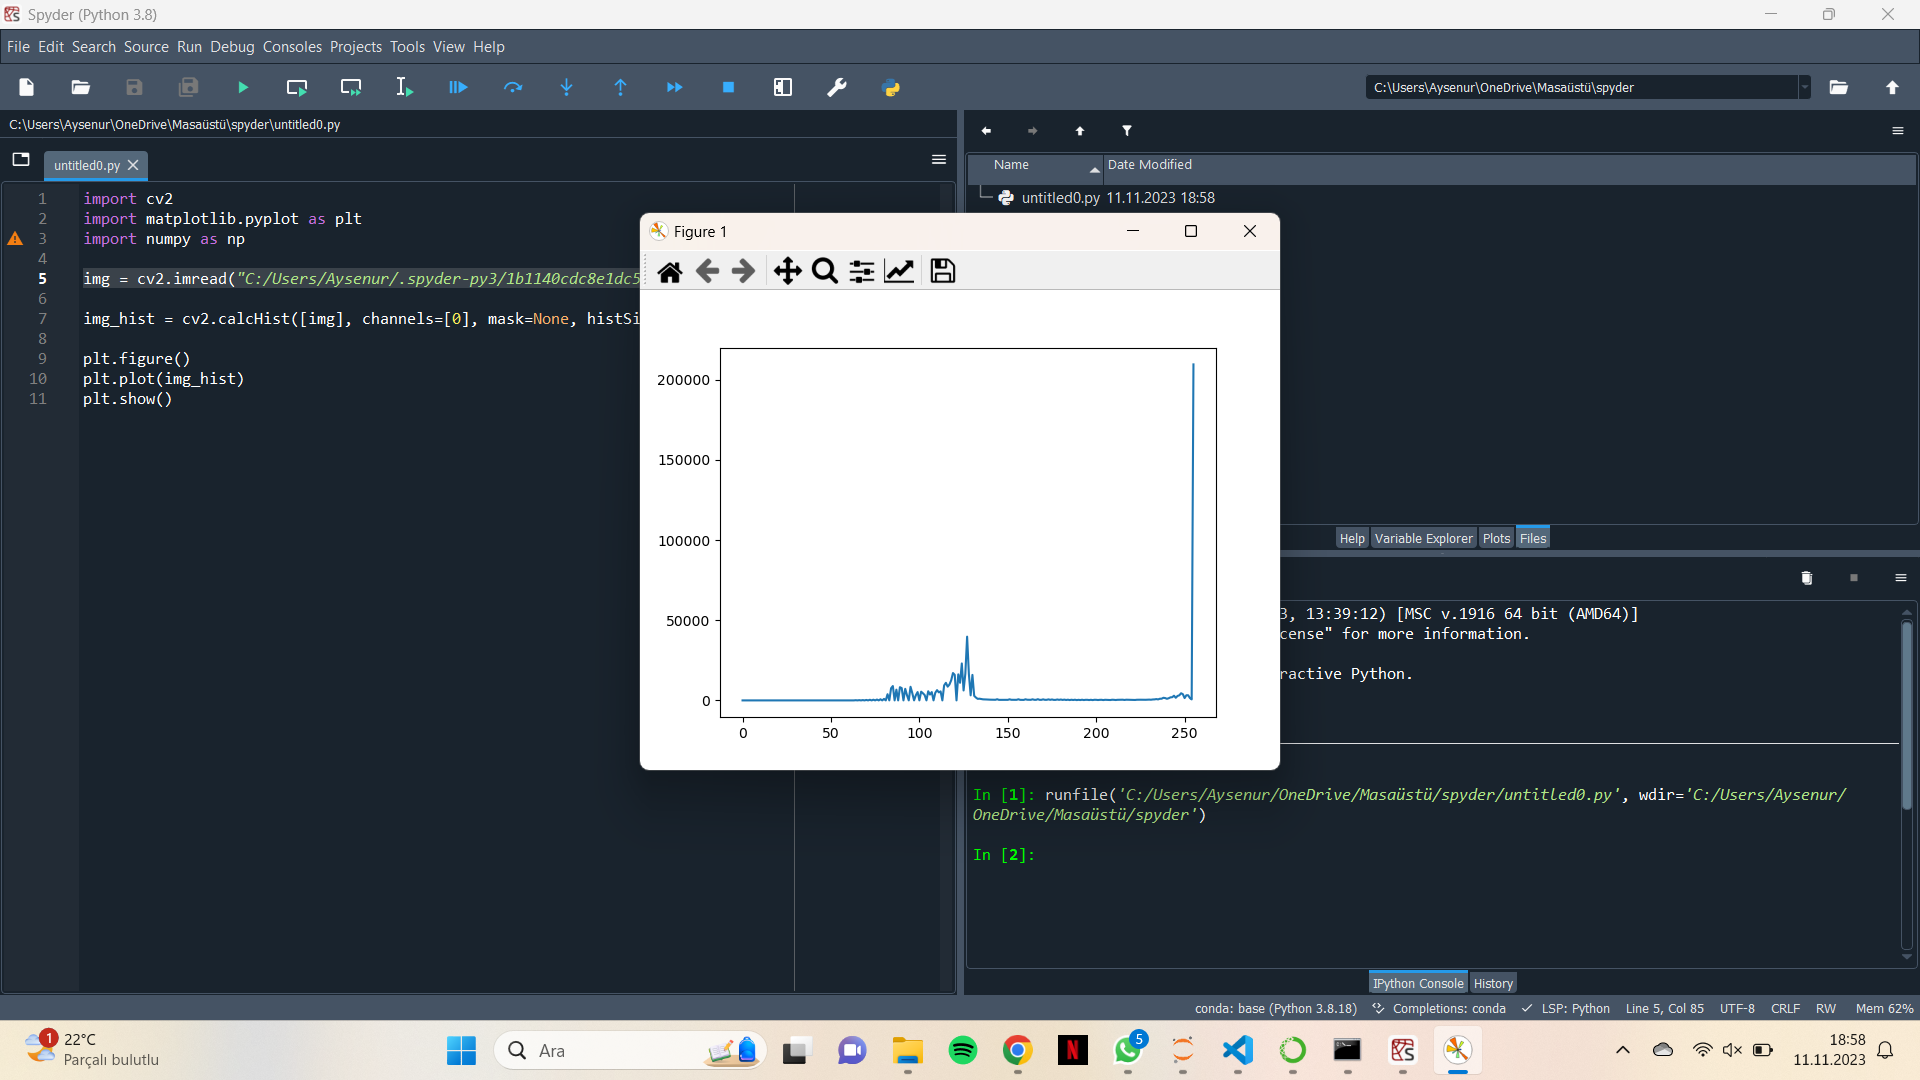 Spyder (Python 3.8)
File Edit Search Source Run Debug Consoles Projects Tools View Help
C:\Users\Aysenur\OneDrive\Masaüstü\spyder
C:\Users\Aysenur\OneDrive\Masaüstü\spyder\untitled0.py
untitled0.py
1 import cv2
2 import matplotlib.pyplot as plt
3 import numpy as np
4
5 img = cv2.imread("C:/Users/Aysenur/.spyder-py3/1b1140cdc8e1dc5
6
7 img_hist = cv2.calcHist([img], channels=[0], mask=None, histSi
8
9 plt.figure()
10 plt.plot(img_hist)
11 plt.show()
Name Date Modified
untitled0.py 11.11.2023 18:58
Figure 1
200000
150000
100000
50000
0
0 50 100 150 200 250
Help Variable Explorer Plots Files
3, 13:39:12) [MSC v.1916 64 bit (AMD64)]
cense" for more information.
ractive Python.
In [1]: runfile('C:/Users/Aysenur/OneDrive/Masaüstü/spyder/untitled0.py', wdir='C:/Users/Aysenur/
OneDrive/Masaüstü/spyder')
In [2]:
IPython Console History
conda: base (Python 3.8.18) Completions: conda LSP: Python Line 5, Col 85 UTF-8 CRLF RW Mem 62%
1
22°C
Parçalı bulutlu
Ara
N
5
18:58
11.11.2023